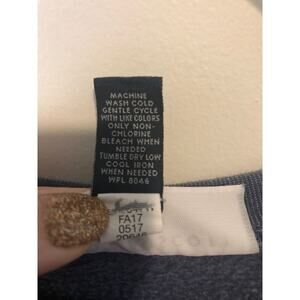 MACHINE
WASH COLD
GENTLE CYCLE
WITH LIKE COLORS
ONLY NON-
CHLORINE
BLEACH WHEN
NEEDED
TUMBLE DRY LOW
COOL IRON
WHEN NEEDED
WPL 8046
FA17
0517